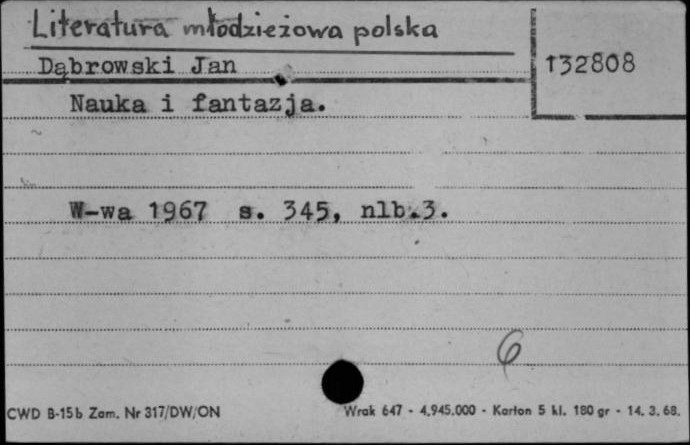 Literatura młodzieżowa polska
Dąbrowski Jan
132808
Nauka i fantazja.
W-wa 1967 s. 345, nlb.3.
6
CWD B-15b Zam. Nr 317/DW/ON
Wrak 647 - 4.945.000 - Karton 5 kl. 180 gr - 14. 3. 68.